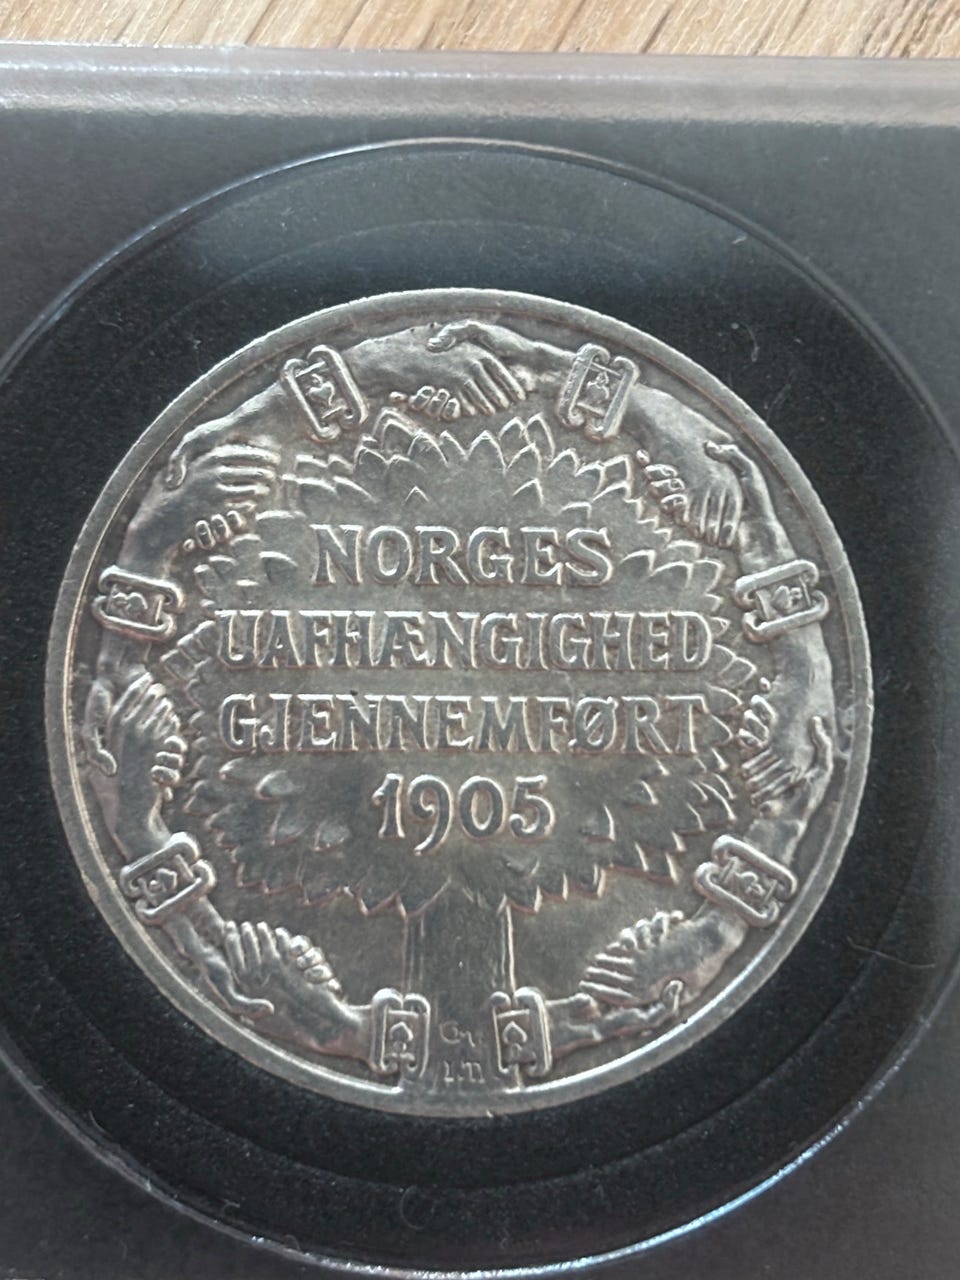 NORGES
UAFHÆNGIGHED
GJENNEMFØRT
1905